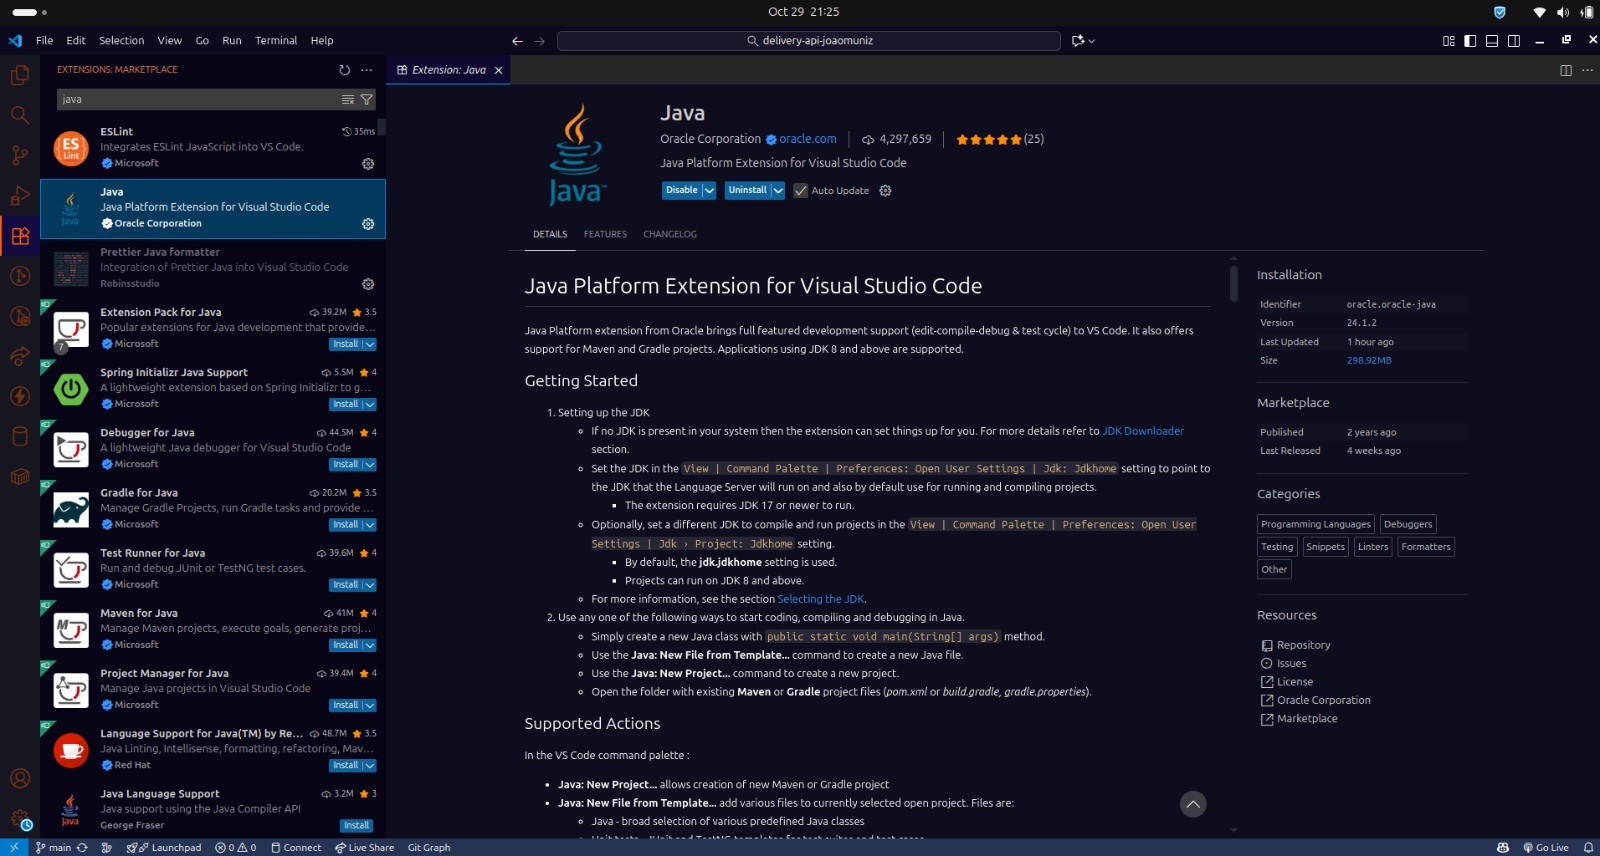 Oct 29 21:25
File Edit Selection View Go Run Terminal Help
delivery-api-joaomuniz
EXTENSIONS: MARKETPLACE
java
ESLint 35ms
Integrates ESLint JavaScript into VS Code.
Microsoft
Java
Java Platform Extension for Visual Studio Code
Oracle Corporation
Prettier Java formatter
Integration of Prettier Java into Visual Studio Code
Robinsstudio
Extension Pack for Java 39.2M 3.5
Popular extensions for Java development that provide...
Microsoft Install
7
Spring Initializr Java Support 5.5M 4
A lightweight extension based on Spring Initializr to g...
Microsoft Install
Debugger for Java 44.5M 4
A lightweight Java debugger for Visual Studio Code
Microsoft Install
Gradle for Java 20.2M 3.5
Manage Gradle Projects, run Gradle tasks and provide ...
Microsoft Install
Test Runner for Java 39.6M 4
Run and debug JUnit or TestNG test cases.
Microsoft Install
Maven for Java 41M 4
Manage Maven projects, execute goals, generate proj...
Microsoft Install
Project Manager for Java 39.4M 4
Manage Java projects in Visual Studio Code
Microsoft Install
Language Support for Java(TM) by Re... 48.7M 3.5
Java Linting, Intellisense, formatting, refactoring, Mav...
Red Hat Install
Java Language Support 3.2M 3
Java support using the Java Compiler API
George Fraser Install
Extension: Java
Java™
Java
Oracle Corporation oracle.com 4,297,659 (25)
Java Platform Extension for Visual Studio Code
Disable Uninstall Auto Update
DETAILS FEATURES CHANGELOG
Java Platform Extension for Visual Studio Code
Java Platform extension from Oracle brings full featured development support (edit-compile-debug & test cycle) to VS Code. It also offers
support for Maven and Gradle projects. Applications using JDK 8 and above are supported.
Getting Started
1. Setting up the JDK
If no JDK is present in your system then the extension can set things up for you. For more details refer to JDK Downloader
section.
Set the JDK in the View | Command Palette | Preferences: Open User Settings | Jdk: Jdkhome setting to point to
the JDK that the Language Server will run on and also by default use for running and compiling projects.
The extension requires JDK 17 or newer to run.
Optionally, set a different JDK to compile and run projects in the View | Command Palette | Preferences: Open User
Settings | Jdk › Project: Jdkhome setting.
By default, the jdk.jdkhome setting is used.
Projects can run on JDK 8 and above.
For more information, see the section Selecting the JDK.
2. Use any one of the following ways to start coding, compiling and debugging in Java.
Simply create a new Java class with public static void main(String[] args) method.
Use the Java: New File from Template... command to create a new Java file.
Use the Java: New Project... command to create a new project.
Open the folder with existing Maven or Gradle project files (pom.xml or build.gradle, gradle.properties).
Supported Actions
In the VS Code command palette :
Java: New Project... allows creation of new Maven or Gradle project
Java: New File from Template... add various files to currently selected open project. Files are:
Java - broad selection of various predefined Java classes
Unit tests - JUnit and TestNG templates for test suites and test cases
Installation
Identifier oracle.oracle-java
Version 24.1.2
Last Updated 1 hour ago
Size 298.92MB
Marketplace
Published 2 years ago
Last Released 4 weeks ago
Categories
Programming Languages Debuggers
Testing Snippets Linters Formatters
Other
Resources
Repository
Issues
License
Oracle Corporation
Marketplace
main Launchpad 0 0 Connect Live Share Git Graph Go Live